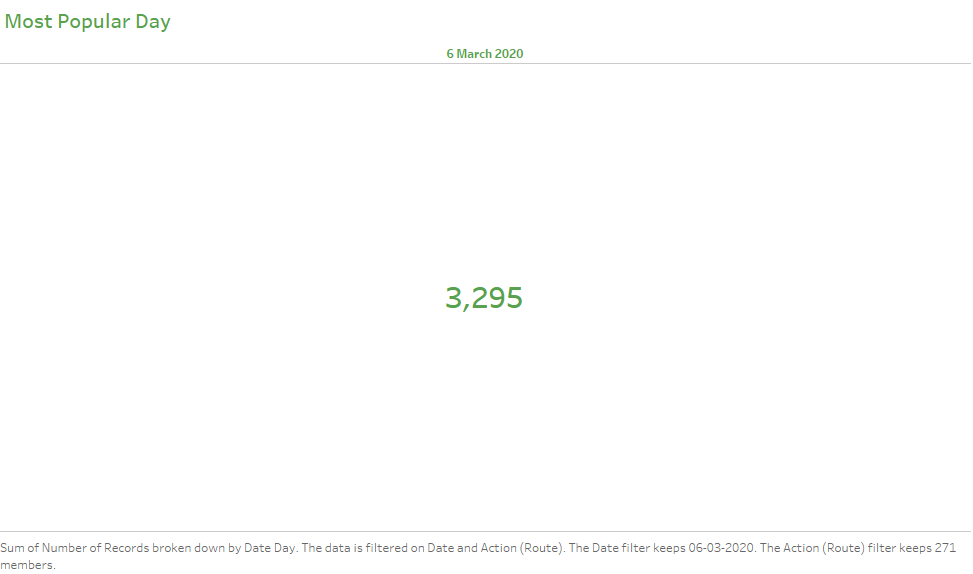 Most Popular Day
6 March 2020
3,295
Sum of Number of Records broken down by Date Day. The data is filtered on Date and Action (Route). The Date filter keeps 06-03-2020. The Action (Route) filter keeps 271
members.